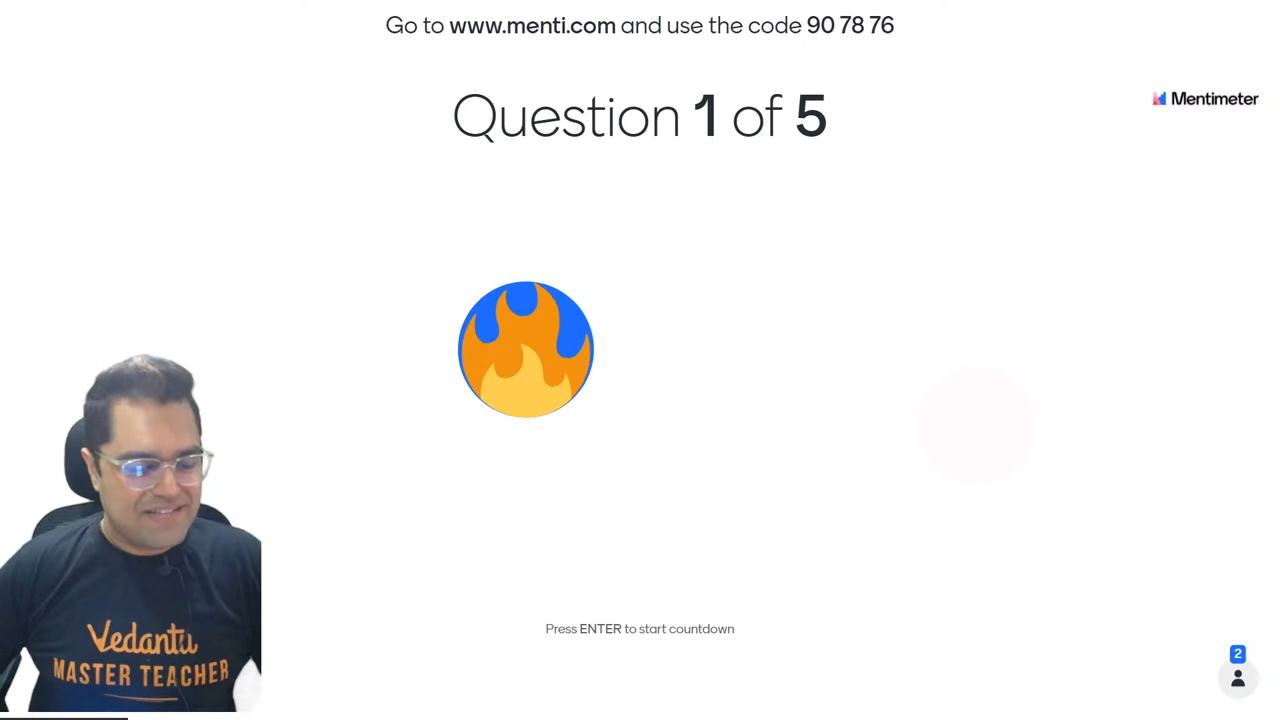 Go to www.menti.com and use the code 90 78 76
Mentimeter
Question 1 of 5
Vedantu
MASTER TEACHER
Press ENTER to start countdown
2